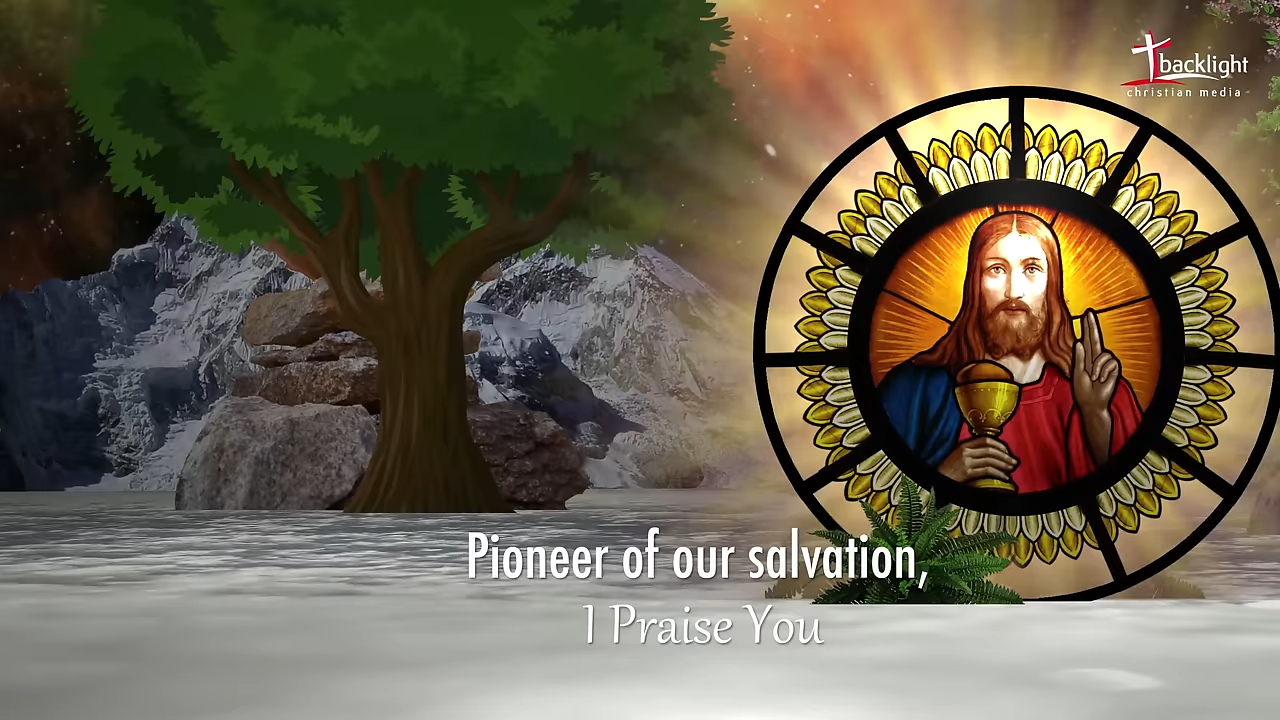 backlight
christian media
Pioneer of our salvation,
I Praise You